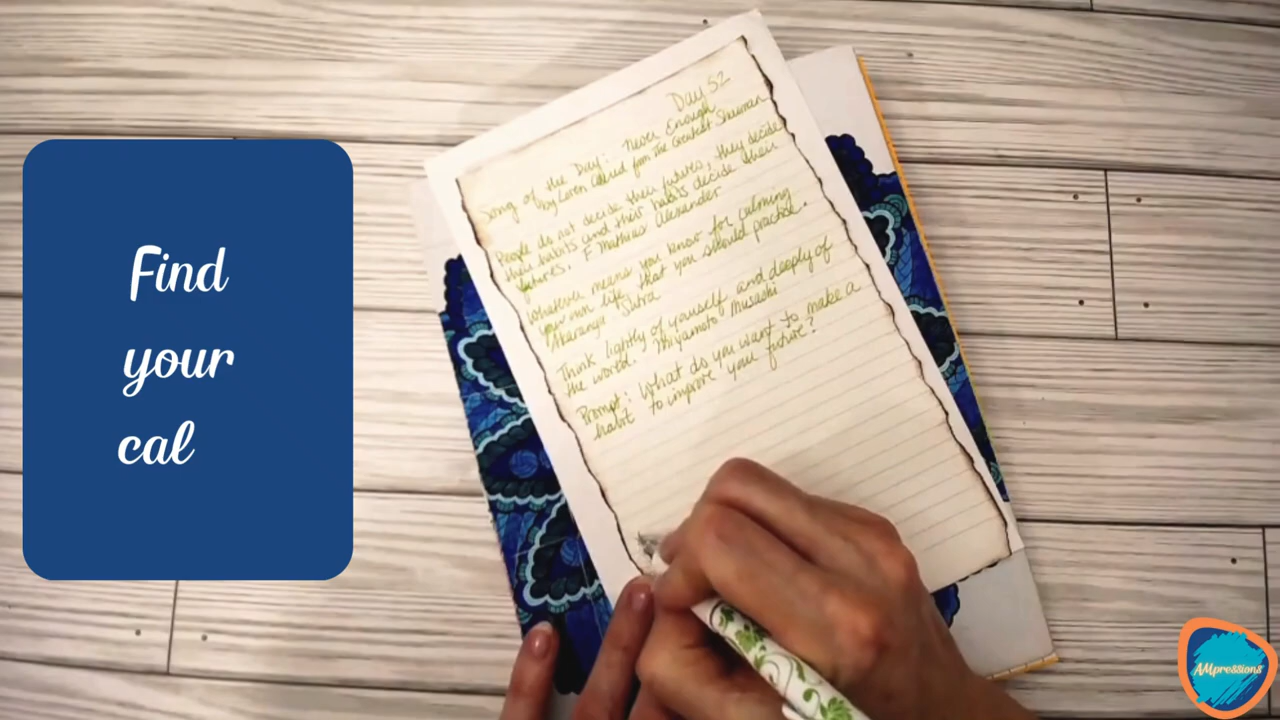 Find
your
cal
Day 52
Song of the Day: Never Enough
by Loren Allred from The Greatest Showman
People do not decide their futures, they decide
their habits and their habits decide their
futures. F Mathias Alexander
Whatever means you know for calming
your own life, that you should practice.
Sutra
Think lightly of yourself and deeply of
the world. Miyamoto Musashi
Prompt: What do you want to make a
habit to improve your future?
AMpressions